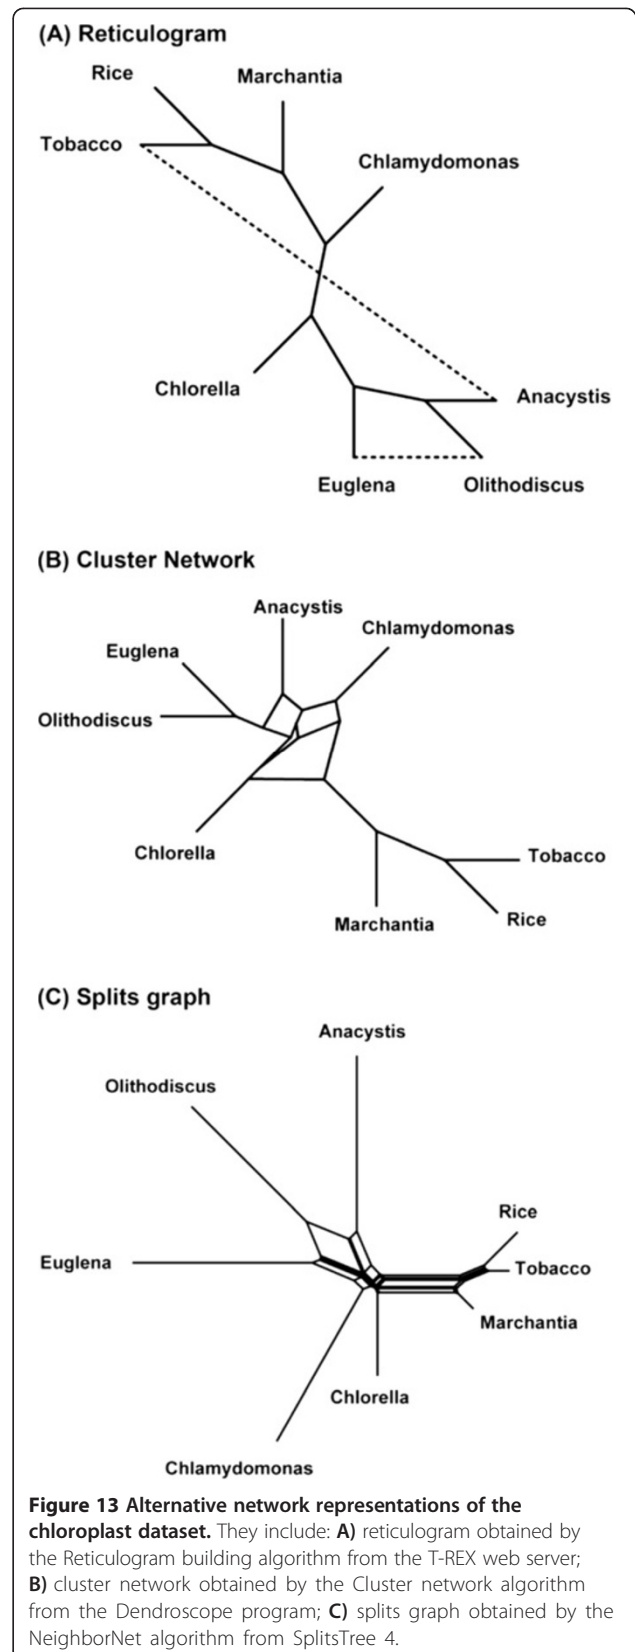 (A) Reticulogram
Rice
Marchantia
Tobacco
Chlamydomonas
Chlorella
Anacystis
Euglena
Olithodiscus
(B) Cluster Network
Anacystis
Chlamydomonas
Euglena
Olithodiscus
Chlorella
Tobacco
Marchantia
Rice
(C) Splits graph
Anacystis
Olithodiscus
Rice
Euglena
Tobacco
Marchantia
Chlorella
Chlamydomonas
Figure 13 Alternative network representations of the
chloroplast dataset. They include: A) reticulogram obtained by
the Reticulogram building algorithm from the T-REX web server;
B) cluster network obtained by the Cluster network algorithm
from the Dendroscope program; C) splits graph obtained by the
NeighborNet algorithm from SplitsTree 4.